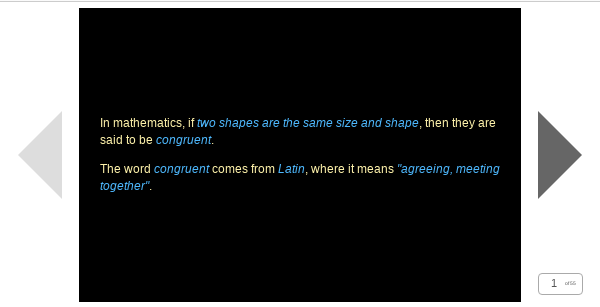 In mathematics, if two shapes are the same size and shape, then they are
said to be congruent.
The word congruent comes from Latin, where it means "agreeing, meeting
together".
1 of 55